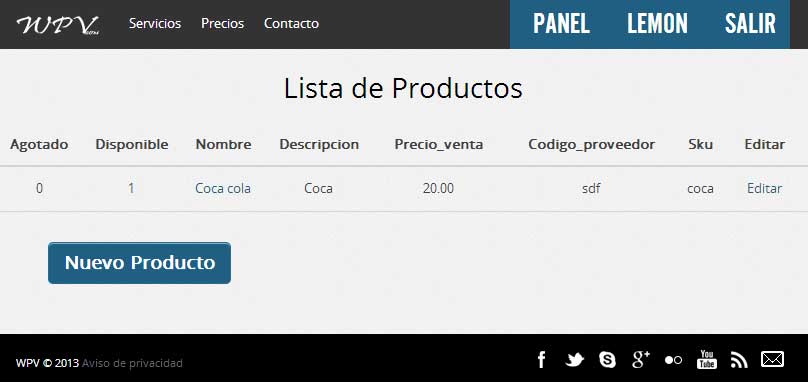 WPV.com Servicios Precios Contacto PANEL LEMON SALIR
Lista de Productos
Agotado Disponible Nombre Descripcion Precio_venta Codigo_proveedor Sku Editar
0 1 Coca cola Coca 20.00 sdf coca Editar
Nuevo Producto
WPV © 2013 Aviso de privacidad You Tube